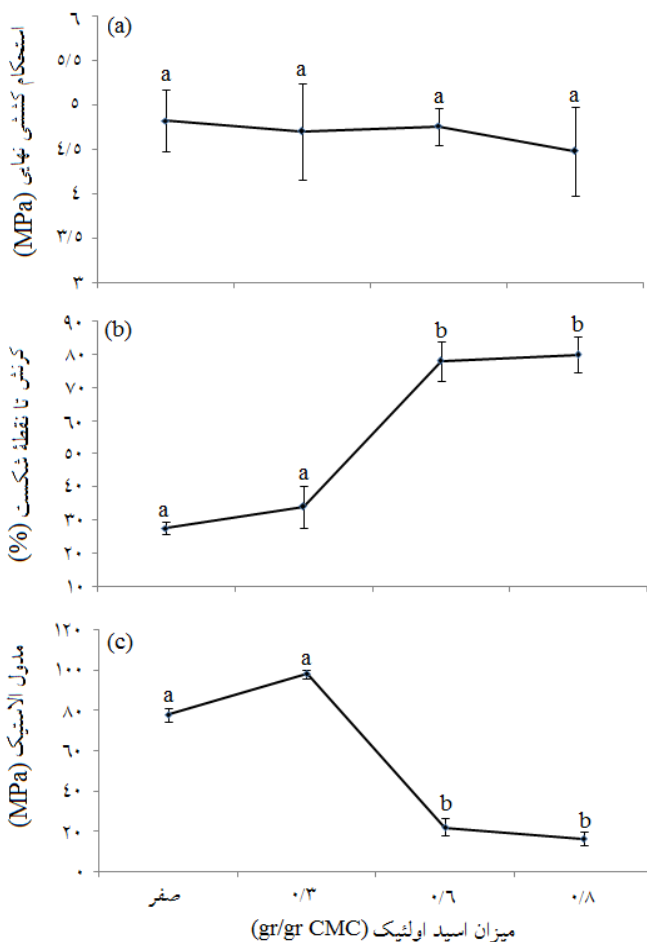 (a)
استحکام کششی نهایی (MPa)
۶
۵/۵
۵
۴/۵
۴
۳/۵
۳
a
a
a
a
(b)
کرنش تا نقطهٔ شکست (%)
۹۰
۸۰
۷۰
۶۰
۵۰
۴۰
۳۰
۲۰
۱۰
a
a
b
b
(c)
مدول الاستیک (MPa)
۱۲۰
۱۰۰
۸۰
۶۰
۴۰
۲۰
۰
a
a
b
b
صفر
۰/۳
۰/۶
۰/۸
میزان اسید اولئیک (gr/gr CMC)